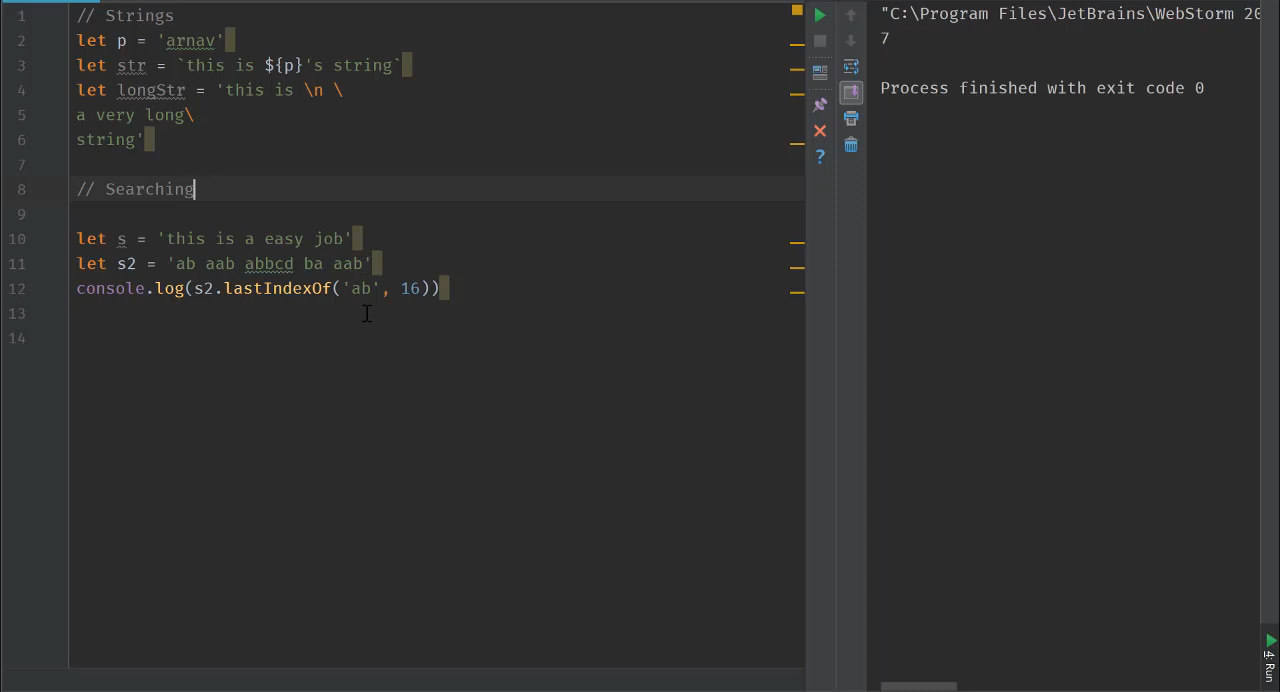 1 // Strings
2 let p = 'arnav'
3 let str = `this is ${p}'s string`
4 let longStr = 'this is \n \
5 a very long\
6 string'
7
8 // Searching
9
10 let s = 'this is a easy job'
11 let s2 = 'ab aab abbcd ba aab'
12 console.log(s2.lastIndexOf('ab', 16))
13
14
"C:\Program Files\JetBrains\WebStorm 20
7
Process finished with exit code 0
4: Run